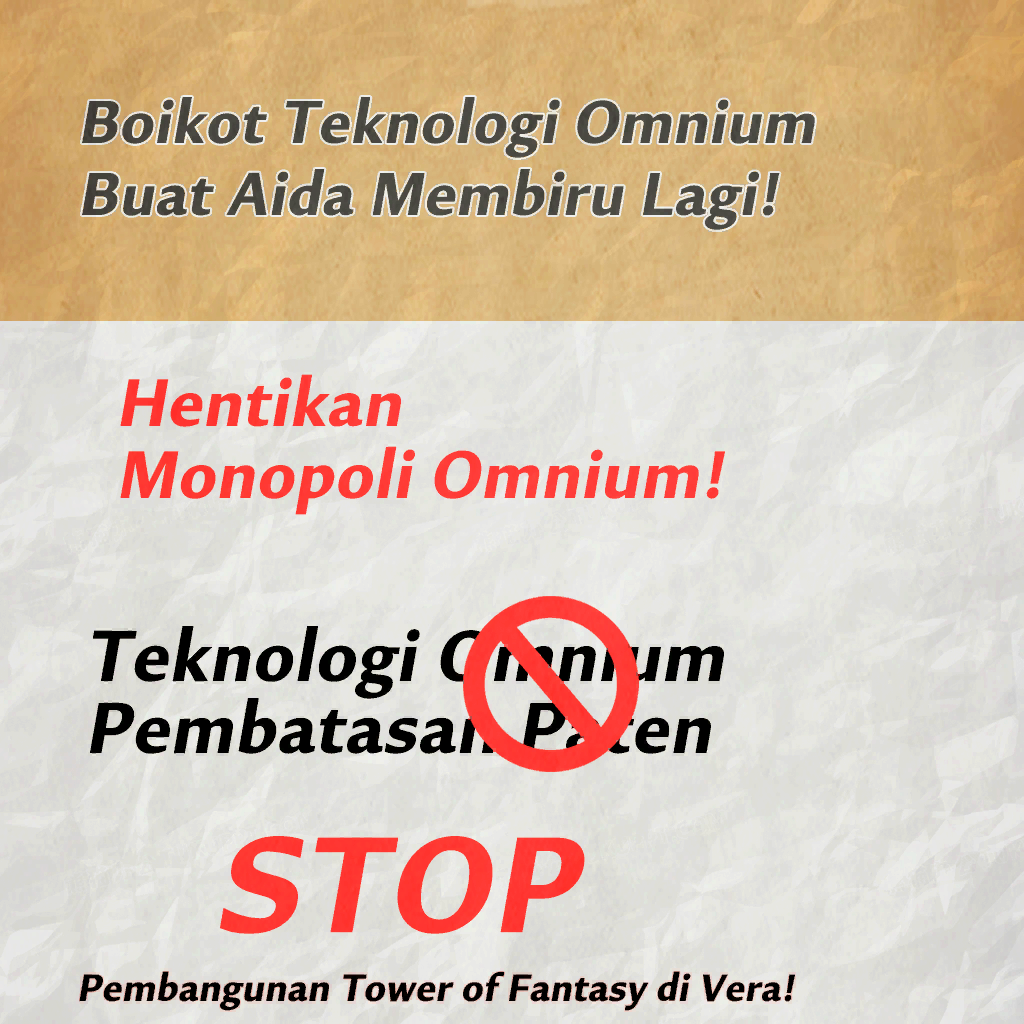 Boikot Teknologi Omnium
Buat Aida Membiru Lagi!
Hentikan
Monopoli Omnium!
Teknologi Omnium
Pembatasan Paten
STOP
Pembangunan Tower of Fantasy di Vera!